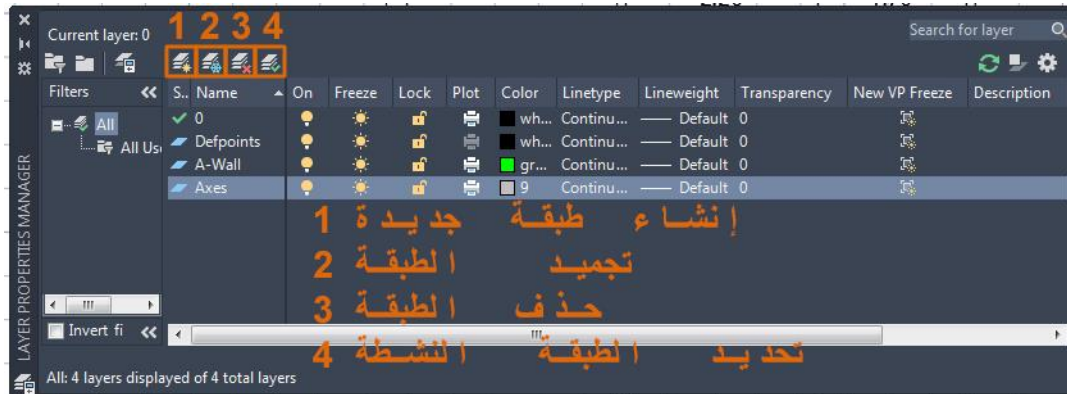 Current layer: 0
1 2 3 4
Search for layer
Filters
S.. Name On Freeze Lock Plot Color Linetype Lineweight Transparency New VP Freeze Description
All
All Us
0 wh... Continu... Default 0
Defpoints wh... Continu... Default 0
A-Wall gr... Continu... Default 0
Axes 9 Continu... Default 0
1 إنشاء طبقة جديدة
2 تجميد الطبقة
3 حذف الطبقة
4 تحديد الطبقة النشطة
Invert fi
All: 4 layers displayed of 4 total layers
LAYER PROPERTIES MANAGER